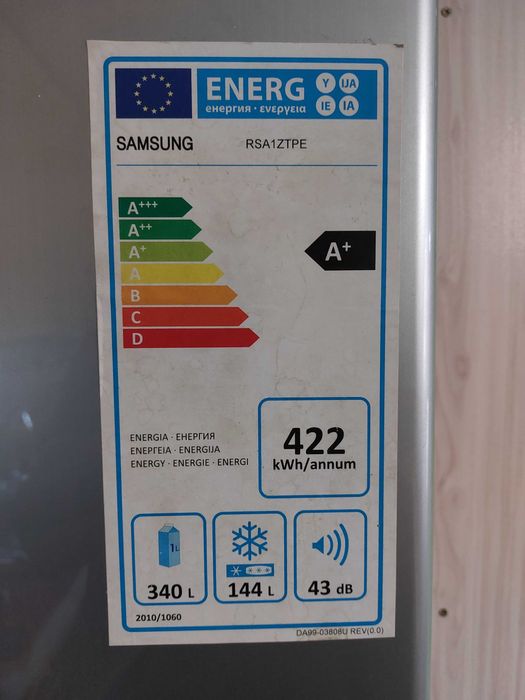 ENERG Y IJA
енергия · ενεργεια IE IA
SAMSUNG RSA1ZTPE
A+++
A++
A+ A+
A
B
C
D
ENERGIA · ЕНЕРГИЯ
ΕΝΕΡΓΕΙΑ · ENERGIJA
ENERGY · ENERGIE · ENERGI
422
kWh/annum
1L
340 L 144 L 43 dB
2010/1060
DA99-03808U REV(0.0)